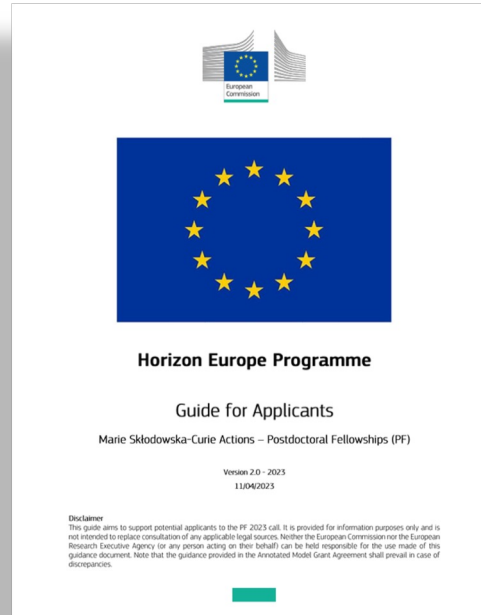 European
Commission
Horizon Europe Programme
Guide for Applicants
Marie Skłodowska-Curie Actions – Postdoctoral Fellowships (PF)
Version 2.0 - 2023
11/04/2023
Disclaimer
This guide aims to support potential applicants to the PF 2023 call. It is provided for information purposes only and is
not intended to replace consultation of any applicable legal sources. Neither the European Commission nor the European
Research Executive Agency (or any person acting on their behalf) can be held responsible for the use made of this
guidance document. Note that the guidance provided in the Annotated Model Grant Agreement shall prevail in case of
discrepancies.